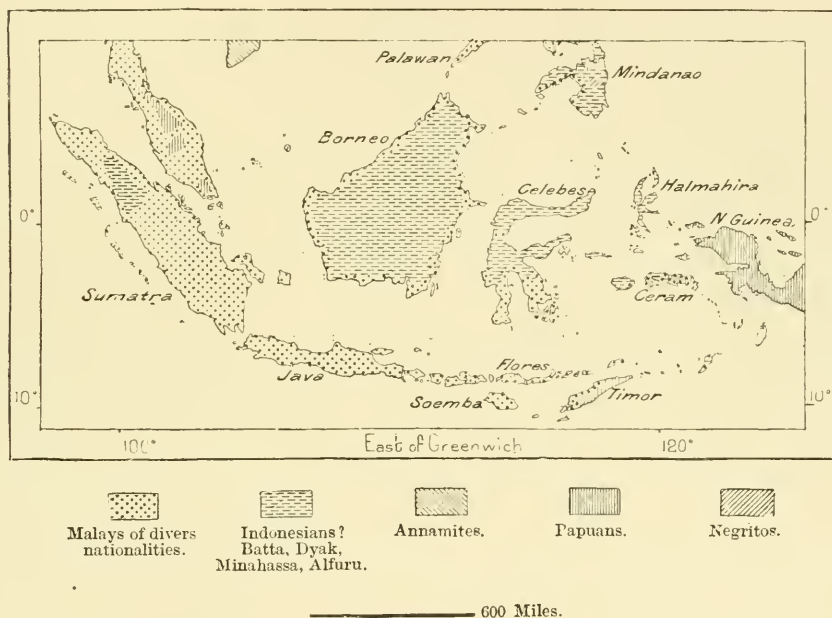 Palawan
Mindanao
Borneo
Celebes
Halmahira
N Guinea.
0°
0°
Sumatra
Ceram
Java
Flores
Soemba
Timor
10°
10°
100°
East of Greenwich
120°
Malays of divers
nationalities.
Indonesians?
Batta, Dyak,
Minahassa, Alfuru.
Annamites.
Papuans.
Negritos.
600 Miles.